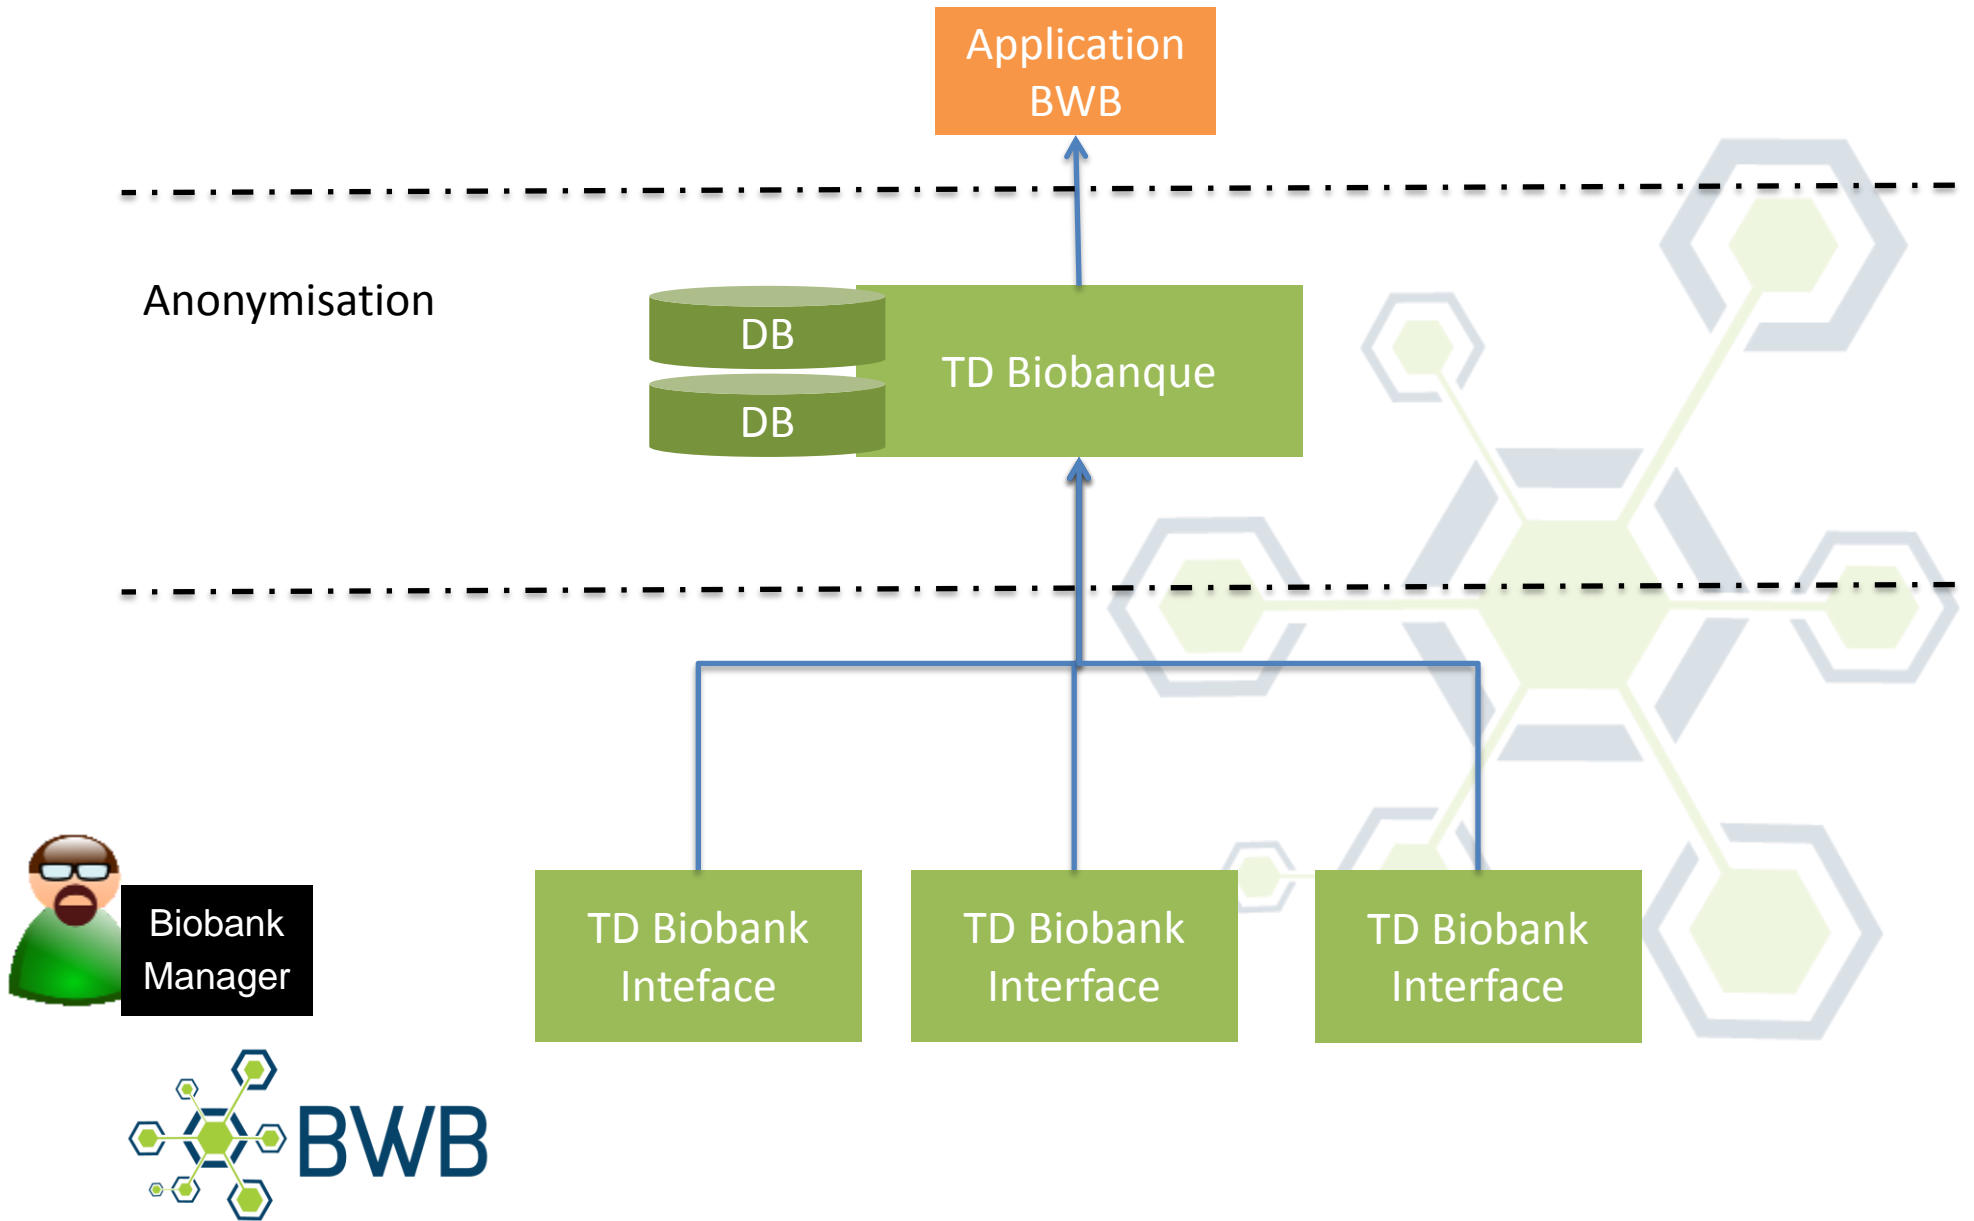 Application
BWB
Anonymisation
DB
TD Biobanque
DB
Biobank
Manager
TD Biobank
Inteface
TD Biobank
Interface
TD Biobank
Interface
BWB